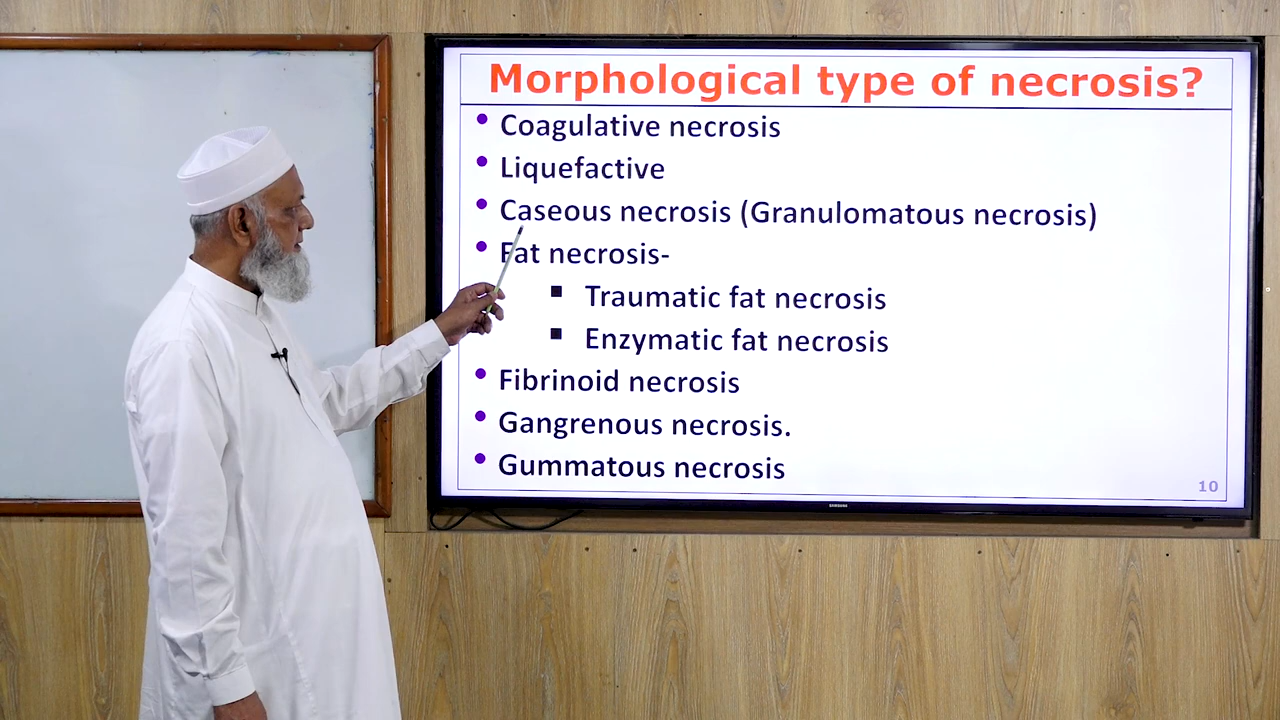 Morphological type of necrosis?
• Coagulative necrosis
• Liquefactive
• Caseous necrosis (Granulomatous necrosis)
• Fat necrosis-
▪ Traumatic fat necrosis
▪ Enzymatic fat necrosis
• Fibrinoid necrosis
• Gangrenous necrosis.
• Gummatous necrosis
10
SAMSUNG